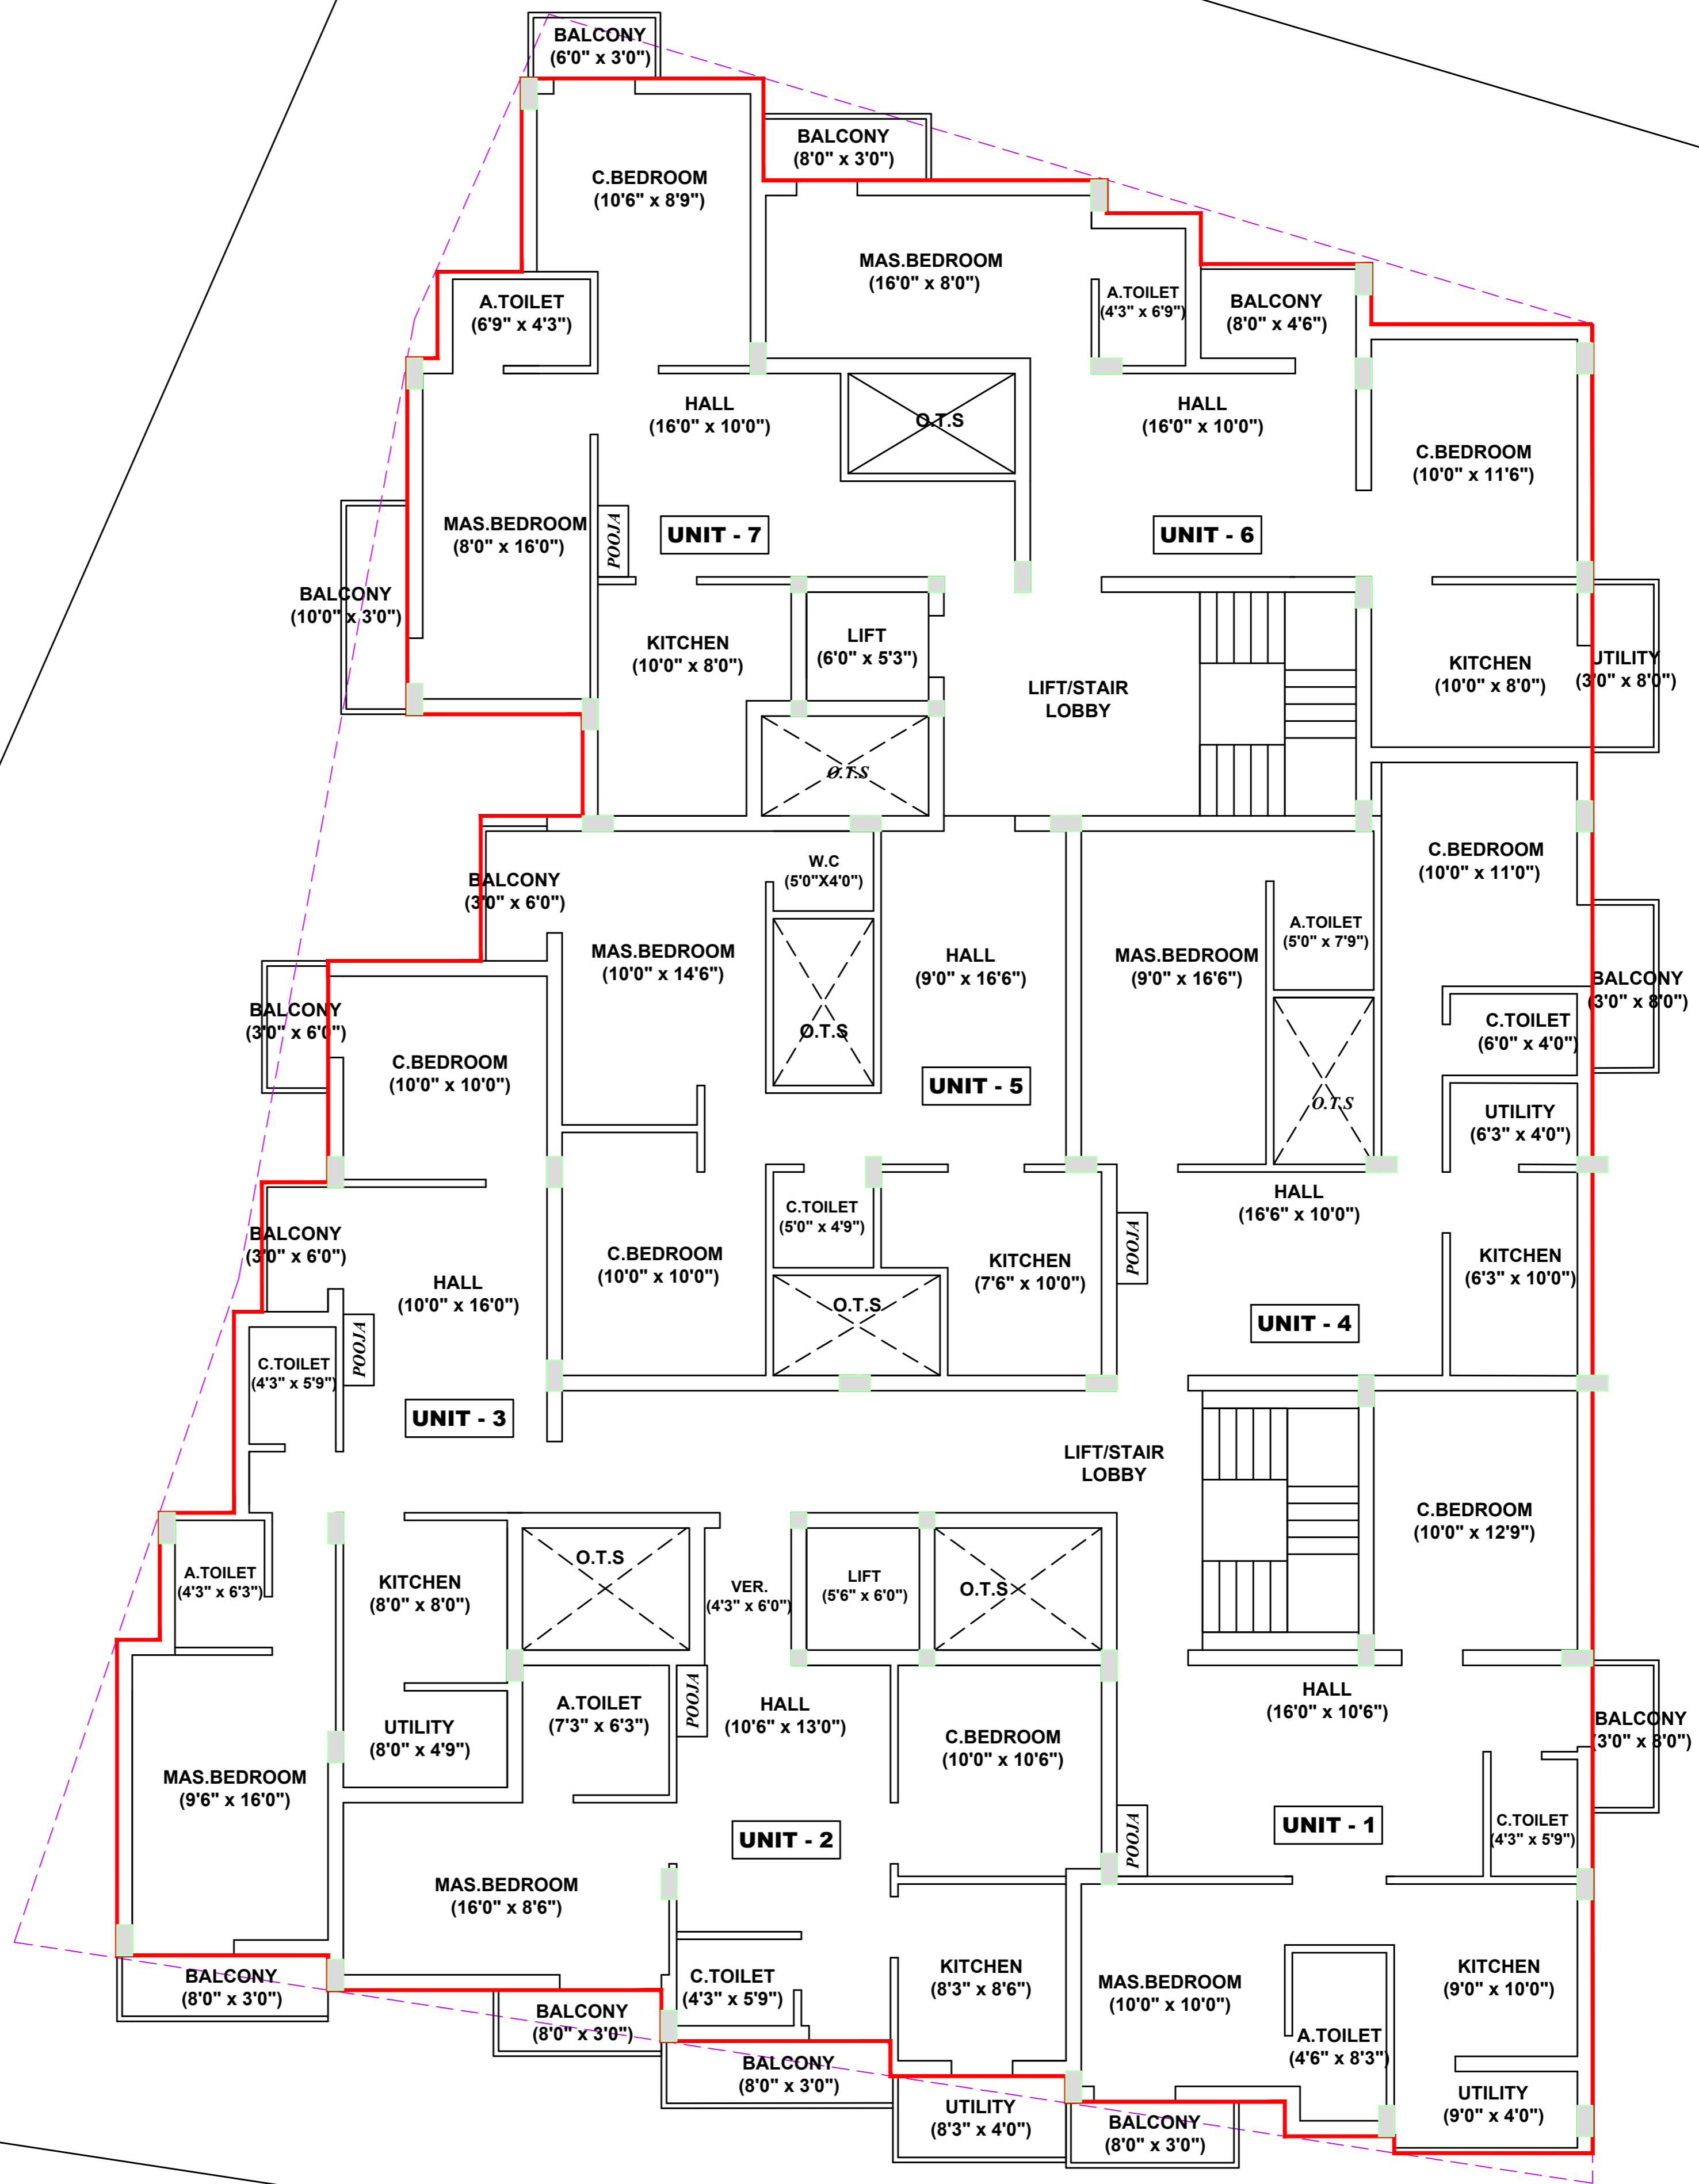 BALCONY
(6'0" x 3'0")
BALCONY
(8'0" x 3'0")
C.BEDROOM
(10'6" x 8'9")
MAS.BEDROOM
(16'0" x 8'0")
A.TOILET
(6'9" x 4'3")
A.TOILET
(4'3" x 6'9")
BALCONY
(8'0" x 4'6")
HALL
(16'0" x 10'0")
O.T.S
HALL
(16'0" x 10'0")
C.BEDROOM
(10'0" x 11'6")
MAS.BEDROOM
(8'0" x 16'0")
POOJA
UNIT - 7
UNIT - 6
BALCONY
(10'0" x 3'0")
KITCHEN
(10'0" x 8'0")
LIFT
(6'0" x 5'3")
LIFT/STAIR
LOBBY
KITCHEN
(10'0" x 8'0")
UTILITY
(3'0" x 8'0")
O.T.S
BALCONY
(3'0" x 6'0")
W.C
(5'0"X4'0")
C.BEDROOM
(10'0" x 11'0")
MAS.BEDROOM
(10'0" x 14'6")
HALL
(9'0" x 16'6")
MAS.BEDROOM
(9'0" x 16'6")
A.TOILET
(5'0" x 7'9")
BALCONY
(3'0" x 8'0")
BALCONY
(3'0" x 6'0")
O.T.S
C.TOILET
(6'0" x 4'0")
C.BEDROOM
(10'0" x 10'0")
UNIT - 5
O.T.S
UTILITY
(6'3" x 4'0")
BALCONY
(3'0" x 6'0")
C.TOILET
(5'0" x 4'9")
HALL
(16'6" x 10'0")
HALL
(10'0" x 16'0")
C.BEDROOM
(10'0" x 10'0")
KITCHEN
(7'6" x 10'0")
POOJA
KITCHEN
(6'3" x 10'0")
O.T.S
UNIT - 4
C.TOILET
(4'3" x 5'9")
POOJA
UNIT - 3
LIFT/STAIR
LOBBY
C.BEDROOM
(10'0" x 12'9")
A.TOILET
(4'3" x 6'3")
KITCHEN
(8'0" x 8'0")
O.T.S
VER.
(4'3" x 6'0")
LIFT
(5'6" x 6'0")
O.T.S
UTILITY
(8'0" x 4'9")
A.TOILET
(7'3" x 6'3")
POOJA
HALL
(10'6" x 13'0")
C.BEDROOM
(10'0" x 10'6")
HALL
(16'0" x 10'6")
BALCONY
(3'0" x 8'0")
MAS.BEDROOM
(9'6" x 16'0")
UNIT - 2
POOJA
UNIT - 1
C.TOILET
(4'3" x 5'9")
MAS.BEDROOM
(16'0" x 8'6")
BALCONY
(8'0" x 3'0")
C.TOILET
(4'3" x 5'9")
KITCHEN
(8'3" x 8'6")
MAS.BEDROOM
(10'0" x 10'0")
KITCHEN
(9'0" x 10'0")
BALCONY
(8'0" x 3'0")
BALCONY
(8'0" x 3'0")
A.TOILET
(4'6" x 8'3")
UTILITY
(8'3" x 4'0")
BALCONY
(8'0" x 3'0")
UTILITY
(9'0" x 4'0")